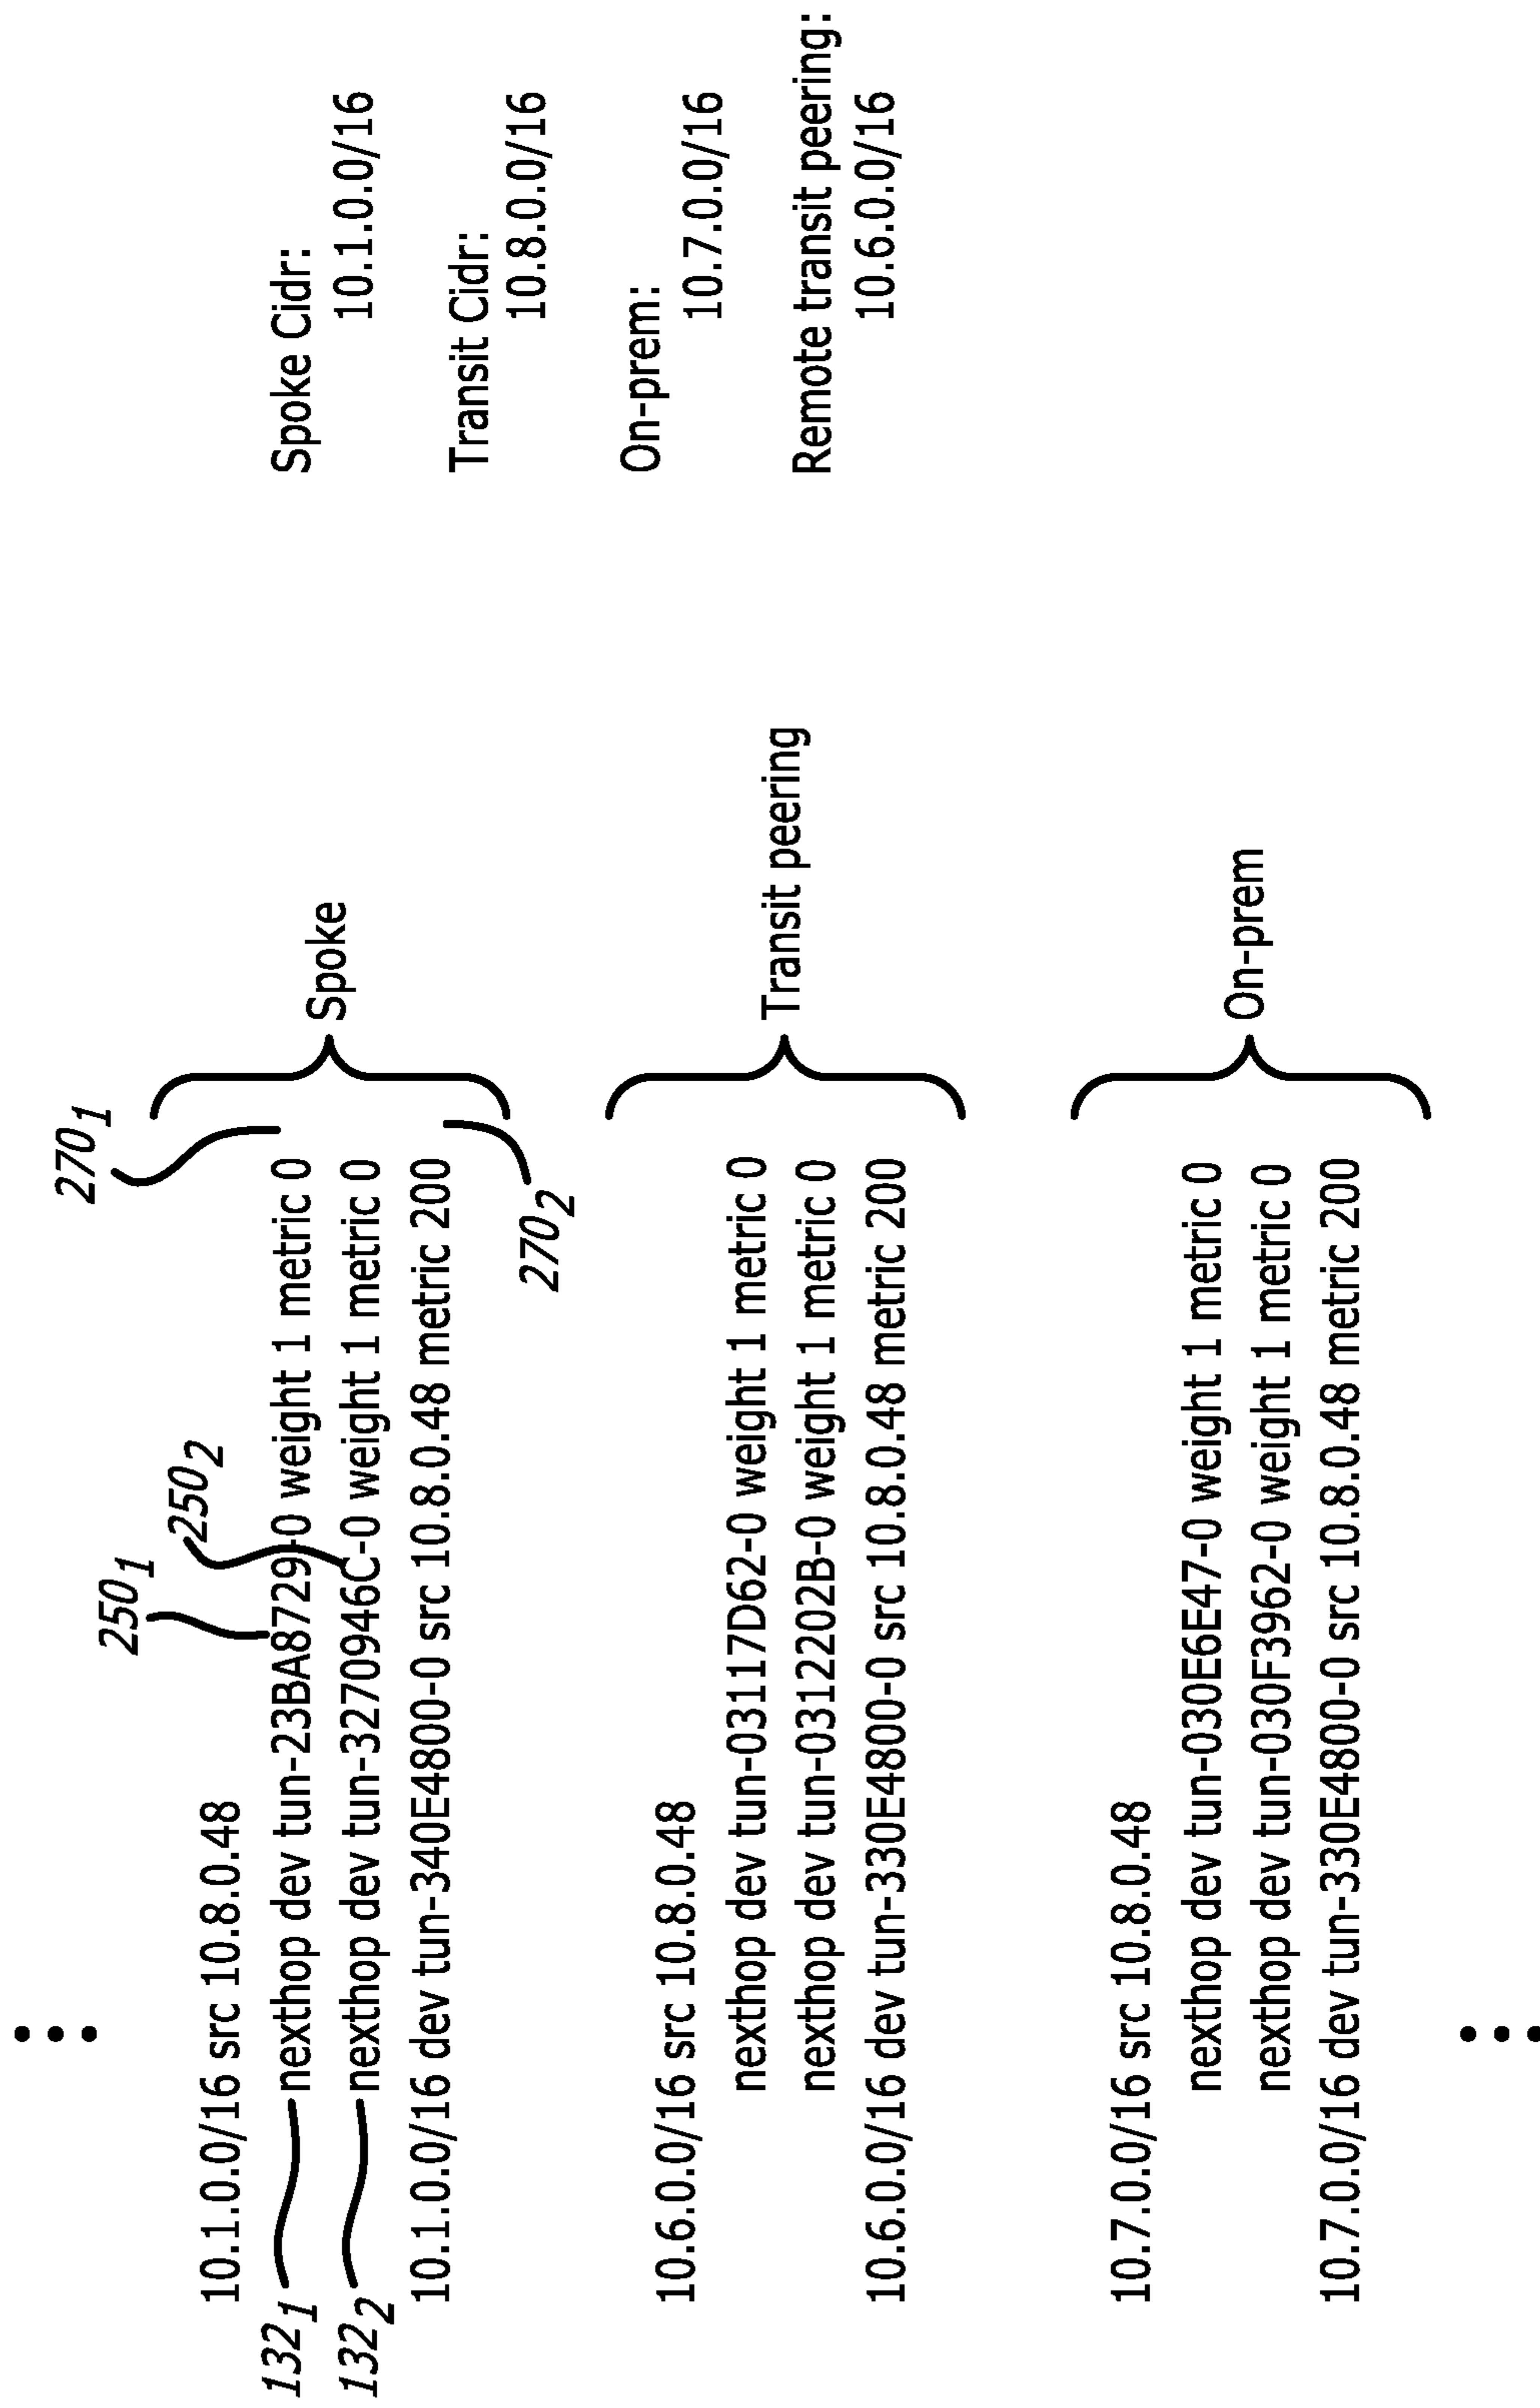 ⋮
270₁
250₂
250₁
10.1.0.0/16 src 10.8.0.48
132₁ nexthop dev tun-23BA8729-0 weight 1 metric 0
132₂ nexthop dev tun-3270946C-0 weight 1 metric 0
10.1.0.0/16 dev tun-340E4800-0 src 10.8.0.48 metric 200
270₂
Spoke
10.6.0.0/16 src 10.8.0.48
nexthop dev tun-03117D62-0 weight 1 metric 0
nexthop dev tun-0312202B-0 weight 1 metric 0
10.6.0.0/16 dev tun-330E4800-0 src 10.8.0.48 metric 200
Transit peering
10.7.0.0/16 src 10.8.0.48
nexthop dev tun-030E6E47-0 weight 1 metric 0
nexthop dev tun-030F3962-0 weight 1 metric 0
10.7.0.0/16 dev tun-330E4800-0 src 10.8.0.48 metric 200
On-prem
⋮
Spoke Cidr:
10.1.0.0/16
Transit Cidr:
10.8.0.0/16
On-prem:
10.7.0.0/16
Remote transit peering:
10.6.0.0/16